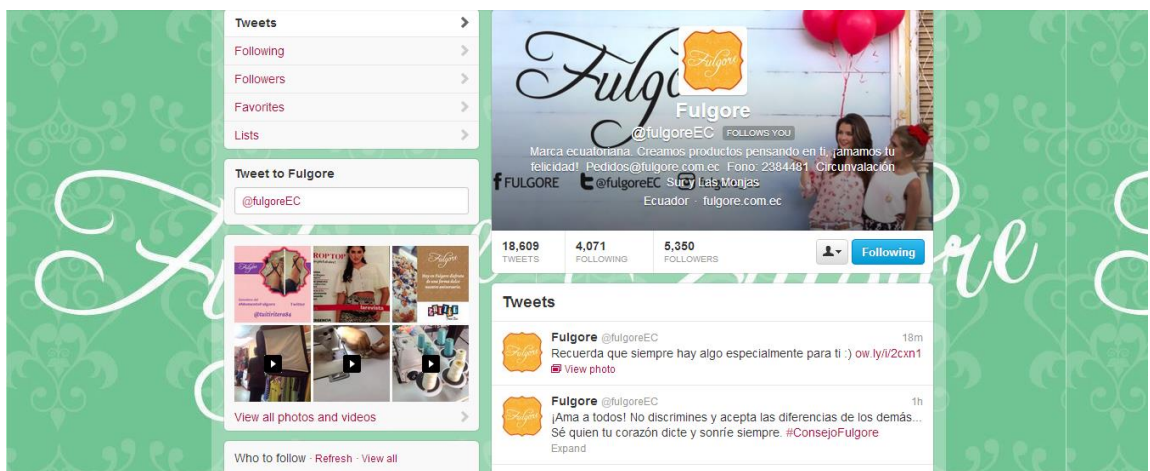 Tweets
Following
Followers
Favorites
Lists
Tweet to Fulgore
@fulgoreEC
@tuitirilanella
View all photos and videos
Who to follow · Refresh · View all
Fulgore
Fulgore
Fulgore
@fulgoreEC FOLLOWS YOU
Marca ecuatoriana. Creamos productos pensando en ti, ¡amamos tu
felicidad! Pedidos@fulgore.com.ec Fono: 2384481 Circunvalación
Sur y Las Monjas
FULGORE @fulgoreEC
Ecuador · fulgore.com.ec
18,609 TWEETS
4,071 FOLLOWING
5,350 FOLLOWERS
Following
Tweets
Fulgore @fulgoreEC 18m
Recuerda que siempre hay algo especialmente para ti :) ow.ly/i/2cxn1
View photo
Fulgore @fulgoreEC 1h
¡Ama a todos! No discrimines y acepta las diferencias de los demás...
Sé quien tu corazón dicte y sonríe siempre. #ConsejoFulgore
Expand